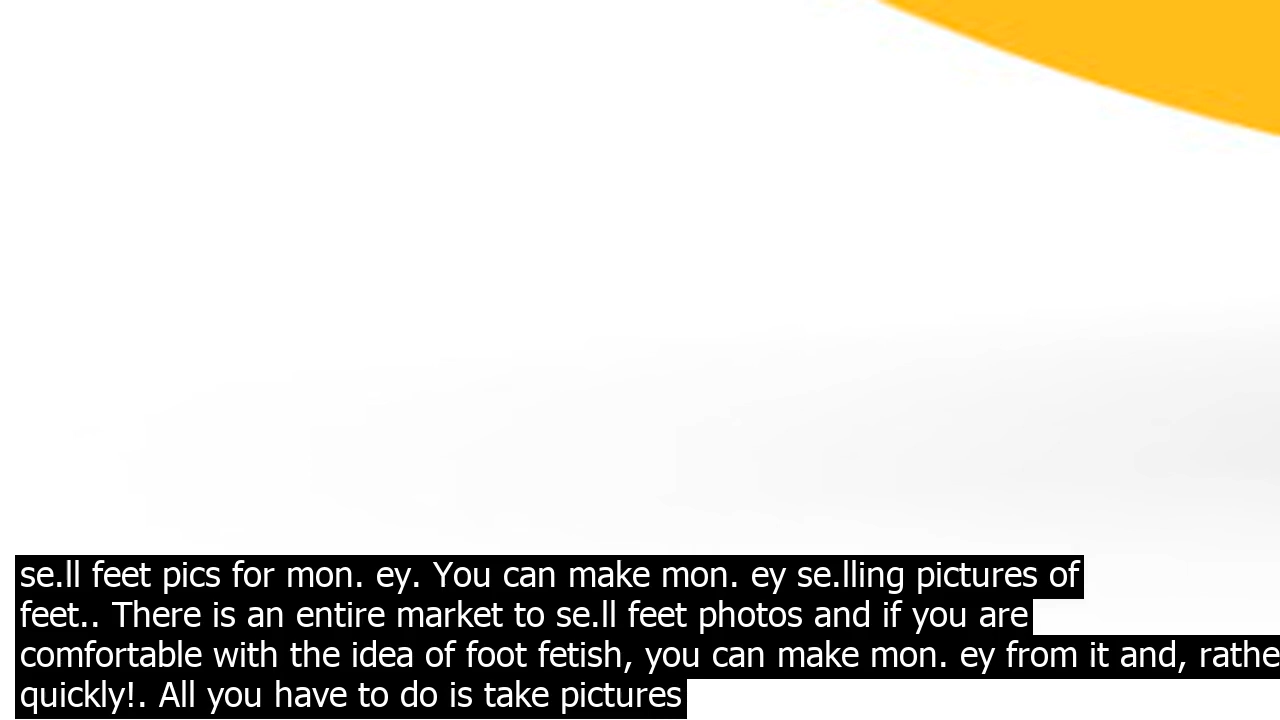 se.ll feet pics for mon. ey. You can make mon. ey se.lling pictures of
feet.. There is an entire market to se.ll feet photos and if you are
comfortable with the idea of foot fetish, you can make mon. ey from it and, rathe
quickly!. All you have to do is take pictures